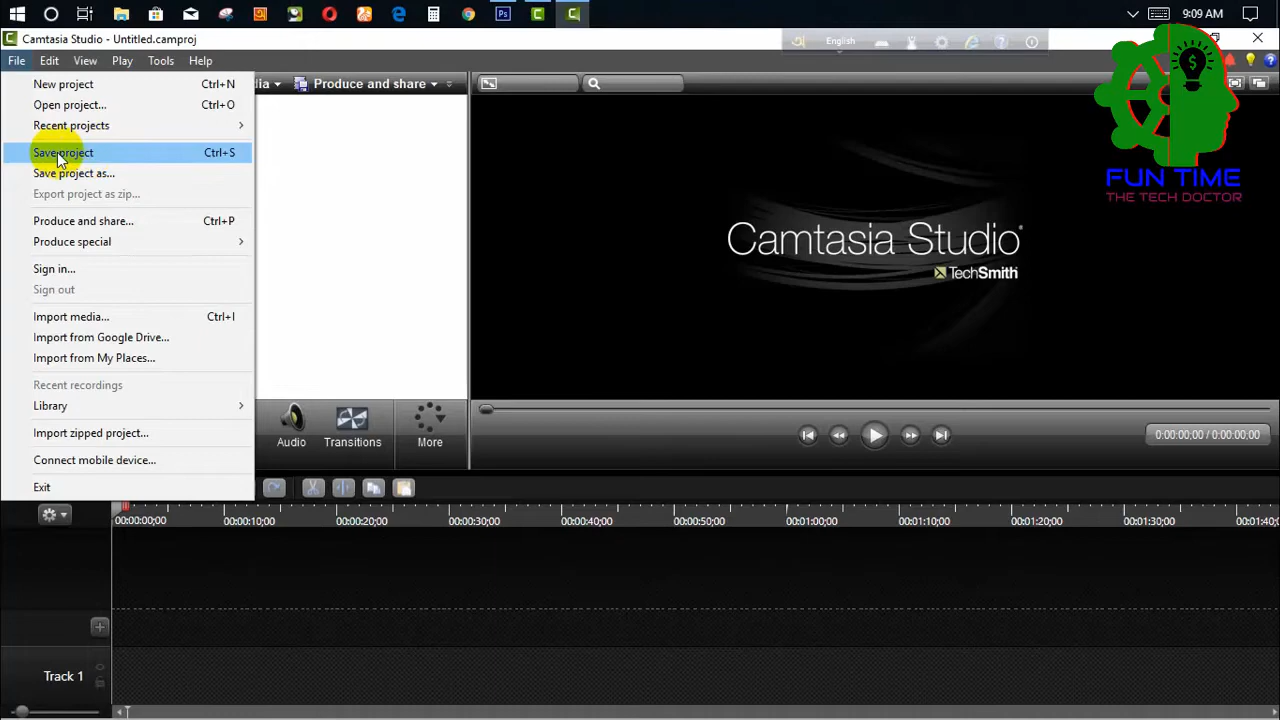 9:09 AM
Camtasia Studio - Untitled.camproj
English
File Edit View Play Tools Help
New project Ctrl+N
Open project... Ctrl+O
Recent projects
Save project Ctrl+S
Save project as...
Export project as zip...
Produce and share... Ctrl+P
Produce special
Sign in...
Sign out
Import media... Ctrl+I
Import from Google Drive...
Import from My Places...
Recent recordings
Library
Import zipped project...
Connect mobile device...
Exit
dia Produce and share
Camtasia Studio®
TechSmith
FUN TIME
THE TECH DOCTOR
Audio Transitions More
0:00:00;00 / 0:00:00;00
00:00:00;00 00:00:10;00 00:00:20;00 00:00:30;00 00:00:40;00 00:00:50;00 00:01:00;00 00:01:10;00 00:01:20;00 00:01:30;00 00:01:40;
Track 1